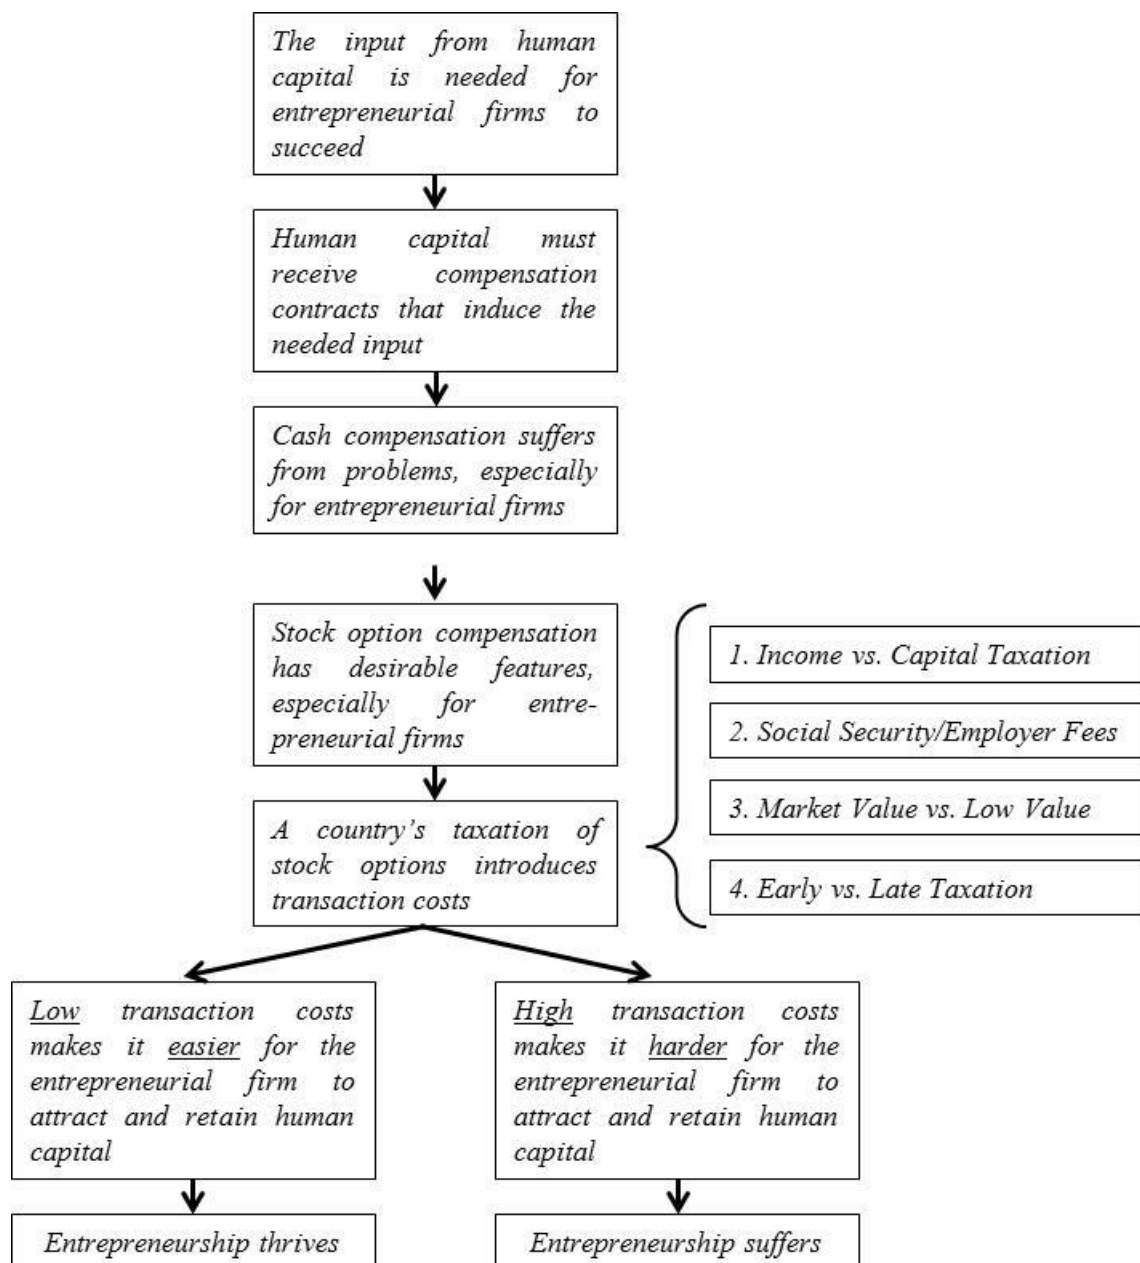 The input from human
capital is needed for
entrepreneurial firms to
succeed
Human capital must
receive compensation
contracts that induce the
needed input
Cash compensation suffers
from problems, especially
for entrepreneurial firms
Stock option compensation
has desirable features,
especially for entre-
preneurial firms
A country's taxation of
stock options introduces
transaction costs
1. Income vs. Capital Taxation
2. Social Security/Employer Fees
3. Market Value vs. Low Value
4. Early vs. Late Taxation
Low transaction costs
makes it easier for the
entrepreneurial firm to
attract and retain human
capital
High transaction costs
makes it harder for the
entrepreneurial firm to
attract and retain human
capital
Entrepreneurship thrives
Entrepreneurship suffers